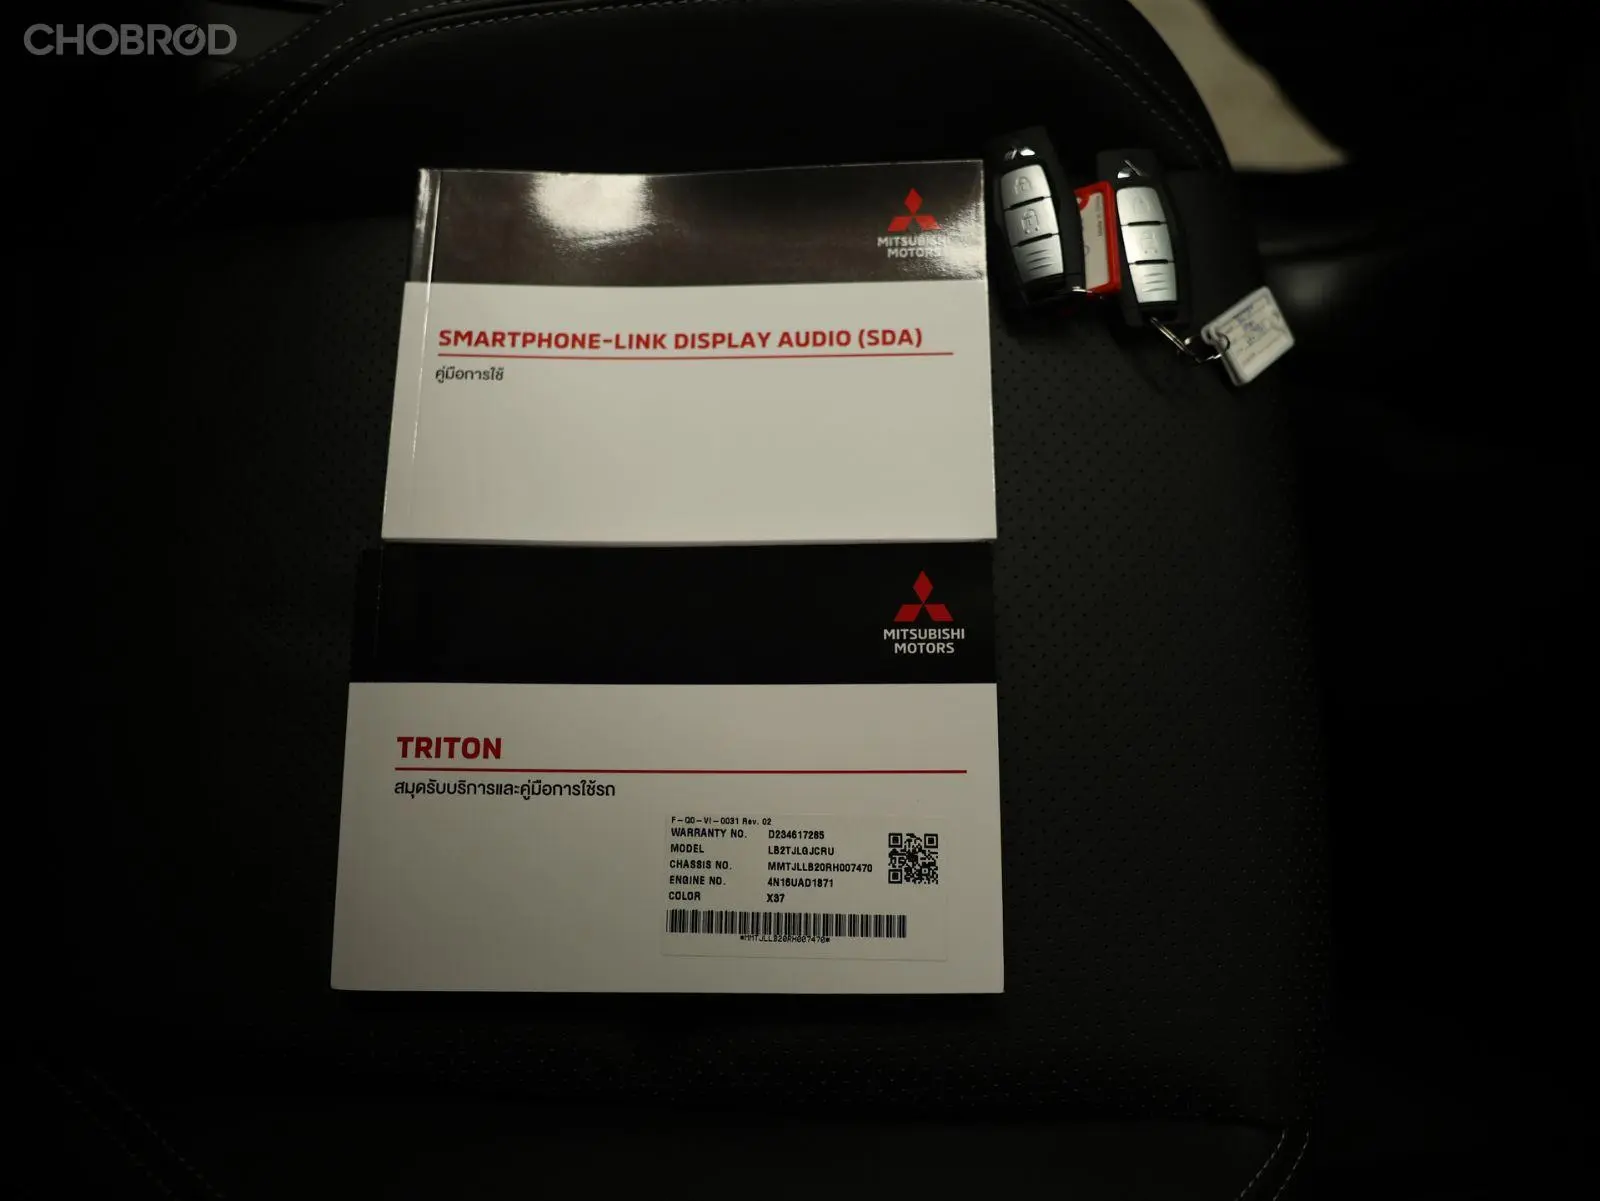 CHOBROD
MITSUBISHI
MOTORS
SMARTPHONE-LINK DISPLAY AUDIO (SDA)
คู่มือการใช้
MITSUBISHI
MOTORS
TRITON
สมุดรับบริการและคู่มือการใช้รถ
F-QO-VI-0031 Rev. 02
WARRANTY NO. D234617285
MODEL LB2TJLGJCRU
CHASSIS NO. MMTJLLB20RH007470
ENGINE NO. 4N16UAD1871
COLOR X37
*MMTJLLB20RH007470*